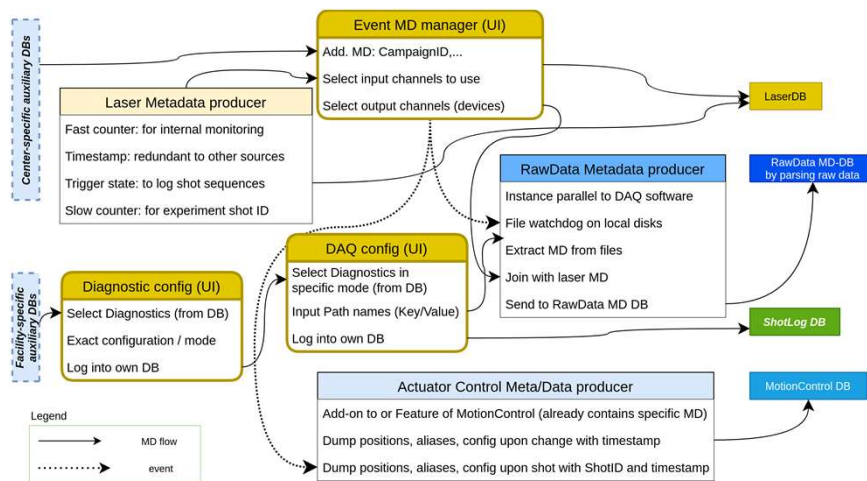 Center-specific auxiliary DBs
Event MD manager (UI)
Add. MD: CampaignID,...
Select input channels to use
Select output channels (devices)
Laser Metadata producer
Fast counter: for internal monitoring
Timestamp: redundant to other sources
Trigger state: to log shot sequences
Slow counter: for experiment shot ID
LaserDB
RawData Metadata producer
Instance parallel to DAQ software
File watchdog on local disks
Extract MD from files
Join with laser MD
Send to RawData MD DB
RawData MD-DB
by parsing raw data
Facility-specific
auxiliary DBs
Diagnostic config (UI)
Select Diagnostics (from DB)
Exact configuration / mode
Log into own DB
DAQ config (UI)
Select Diagnostics in
specific mode (from DB)
Input Path names (Key/Value)
Log into own DB
ShotLog DB
Actuator Control Meta/Data producer
Add-on to or Feature of MotionControl (already contains specific MD)
Dump positions, aliases, config upon change with timestamp
Dump positions, aliases, config upon shot with ShotID and timestamp
MotionControl DB
Legend
MD flow
event